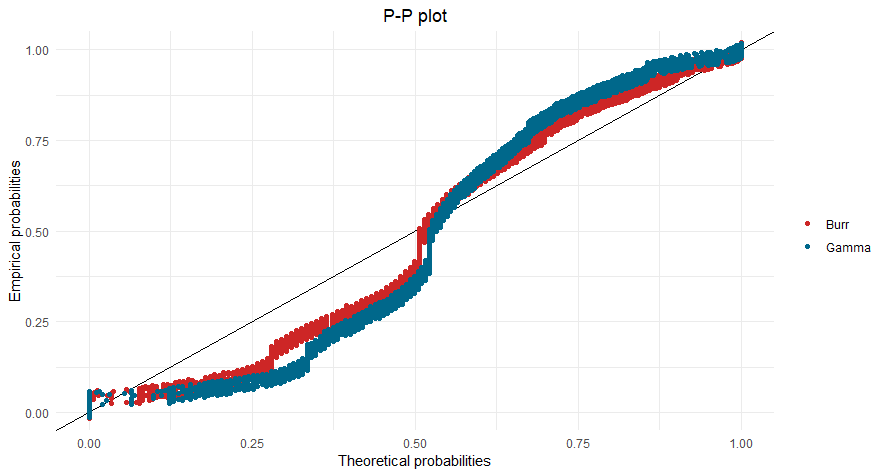 P-P plot
Empirical probabilities
1.00
0.75
0.50
0.25
0.00
0.00 0.25 0.50 0.75 1.00
Theoretical probabilities
Burr
Gamma